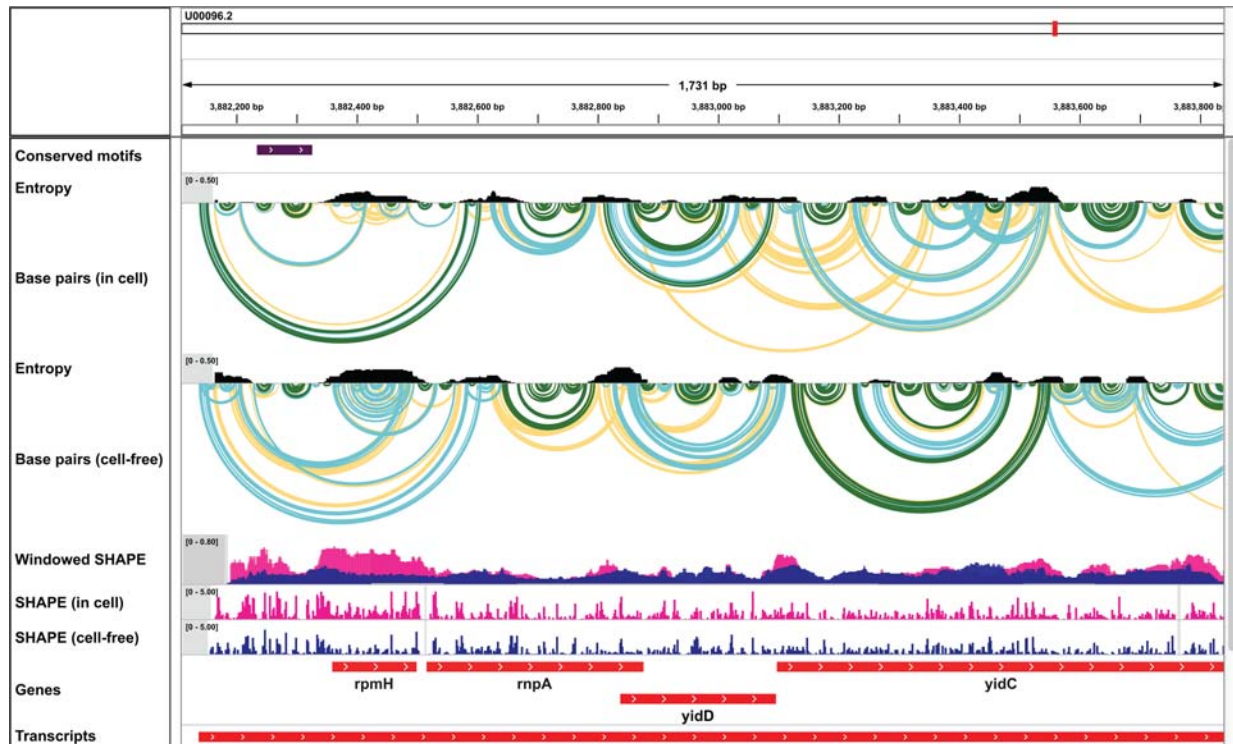 U00096.2
1,731 bp
3,882,200 bp 3,882,400 bp 3,882,600 bp 3,882,800 bp 3,883,000 bp 3,883,200 bp 3,883,400 bp 3,883,600 bp 3,883,800 bp
Conserved motifs
Entropy
[0 - 0.50]
Base pairs (in cell)
Entropy
[0 - 0.50]
Base pairs (cell-free)
Windowed SHAPE
[0 - 0.80]
SHAPE (in cell)
[0 - 5.00]
SHAPE (cell-free)
[0 - 5.00]
Genes
rpmH
rnpA
yidC
yidD
Transcripts